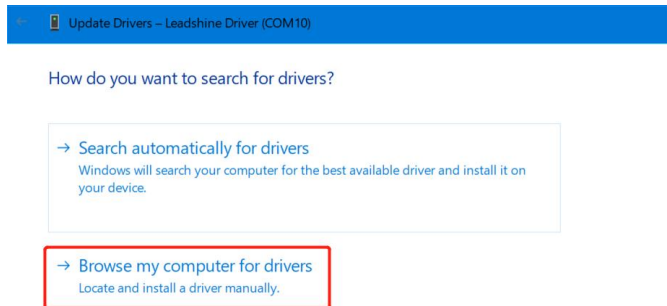 Update Drivers – Leadshine Driver (COM10)
How do you want to search for drivers?
→ Search automatically for drivers
Windows will search your computer for the best available driver and install it on
your device.
→ Browse my computer for drivers
Locate and install a driver manually.